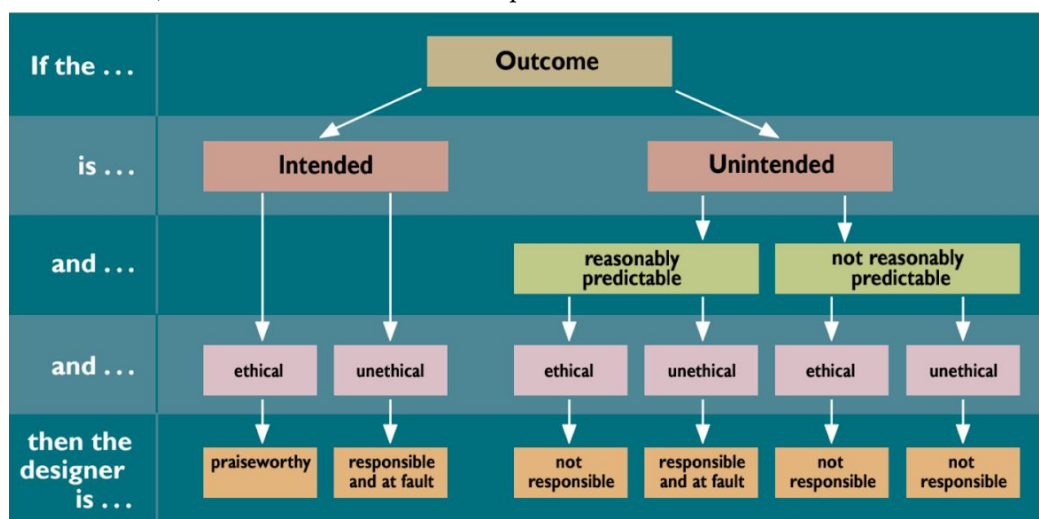 If the ...
Outcome
is ...
Intended
Unintended
and ...
reasonably
predictable
not reasonably
predictable
and ...
ethical
unethical
ethical
unethical
ethical
unethical
then the
designer
is ...
praiseworthy
responsible
and at fault
not
responsible
responsible
and at fault
not
responsible
not
responsible